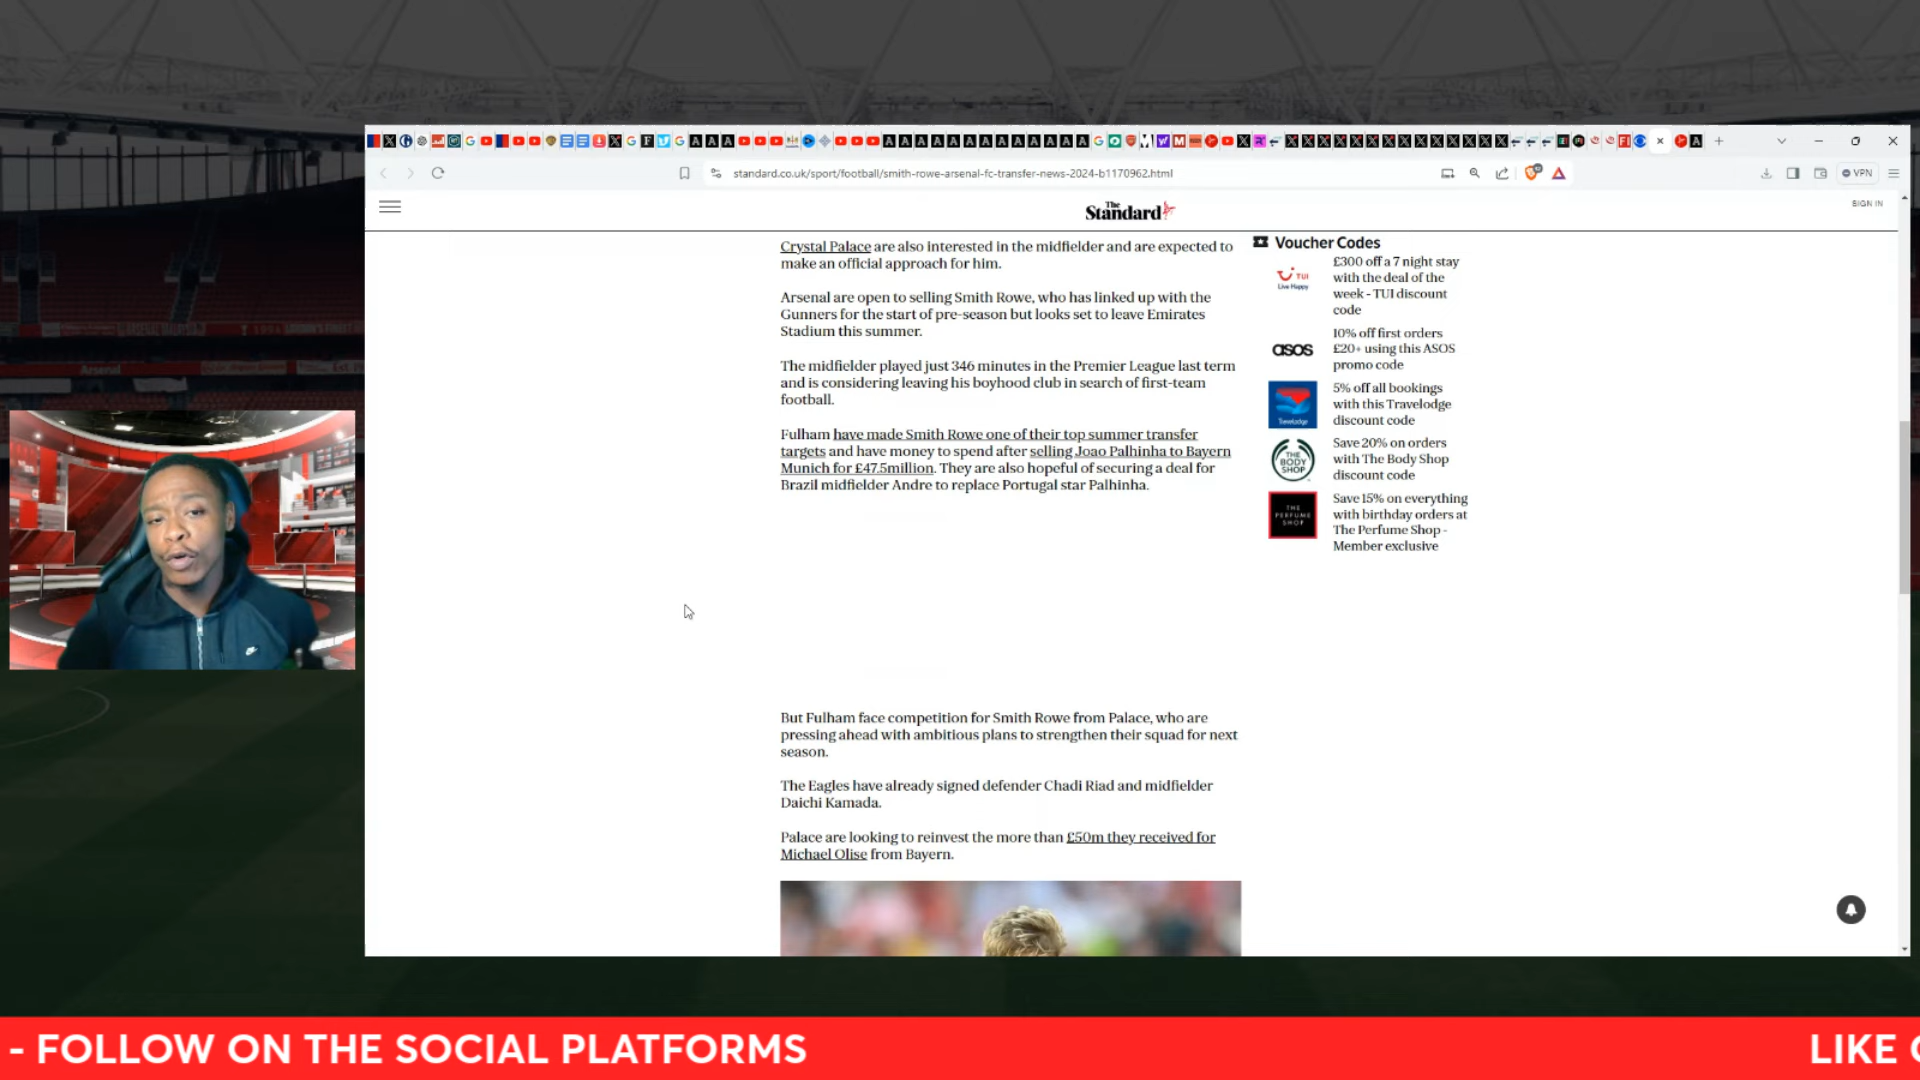 standard.co.uk/sport/football/smith-rowe-arsenal-fc-transfer-news-2024-b1170962.html
VPN
The
Standard
SIGN IN
Crystal Palace are also interested in the midfielder and are expected to
make an official approach for him.
Arsenal are open to selling Smith Rowe, who has linked up with the
Gunners for the start of pre-season but looks set to leave Emirates
Stadium this summer.
The midfielder played just 346 minutes in the Premier League last term
and is considering leaving his boyhood club in search of first-team
football.
Fulham have made Smith Rowe one of their top summer transfer
targets and have money to spend after selling Joao Palhinha to Bayern
Munich for £47.5million. They are also hopeful of securing a deal for
Brazil midfielder Andre to replace Portugal star Palhinha.
But Fulham face competition for Smith Rowe from Palace, who are
pressing ahead with ambitious plans to strengthen their squad for next
season.
The Eagles have already signed defender Chadi Riad and midfielder
Daichi Kamada.
Palace are looking to reinvest the more than £50m they received for
Michael Olise from Bayern.
Voucher Codes
TUI
Live Happy
£300 off a 7 night stay
with the deal of the
week - TUI discount
code
asos
10% off first orders
£20+ using this ASOS
promo code
Travelodge
5% off all bookings
with this Travelodge
discount code
THE
BODY
SHOP
Save 20% on orders
with The Body Shop
discount code
THE
PERFUME
SHOP
Save 15% on everything
with birthday orders at
The Perfume Shop -
Member exclusive
Arsenal
- FOLLOW ON THE SOCIAL PLATFORMS
LIKE